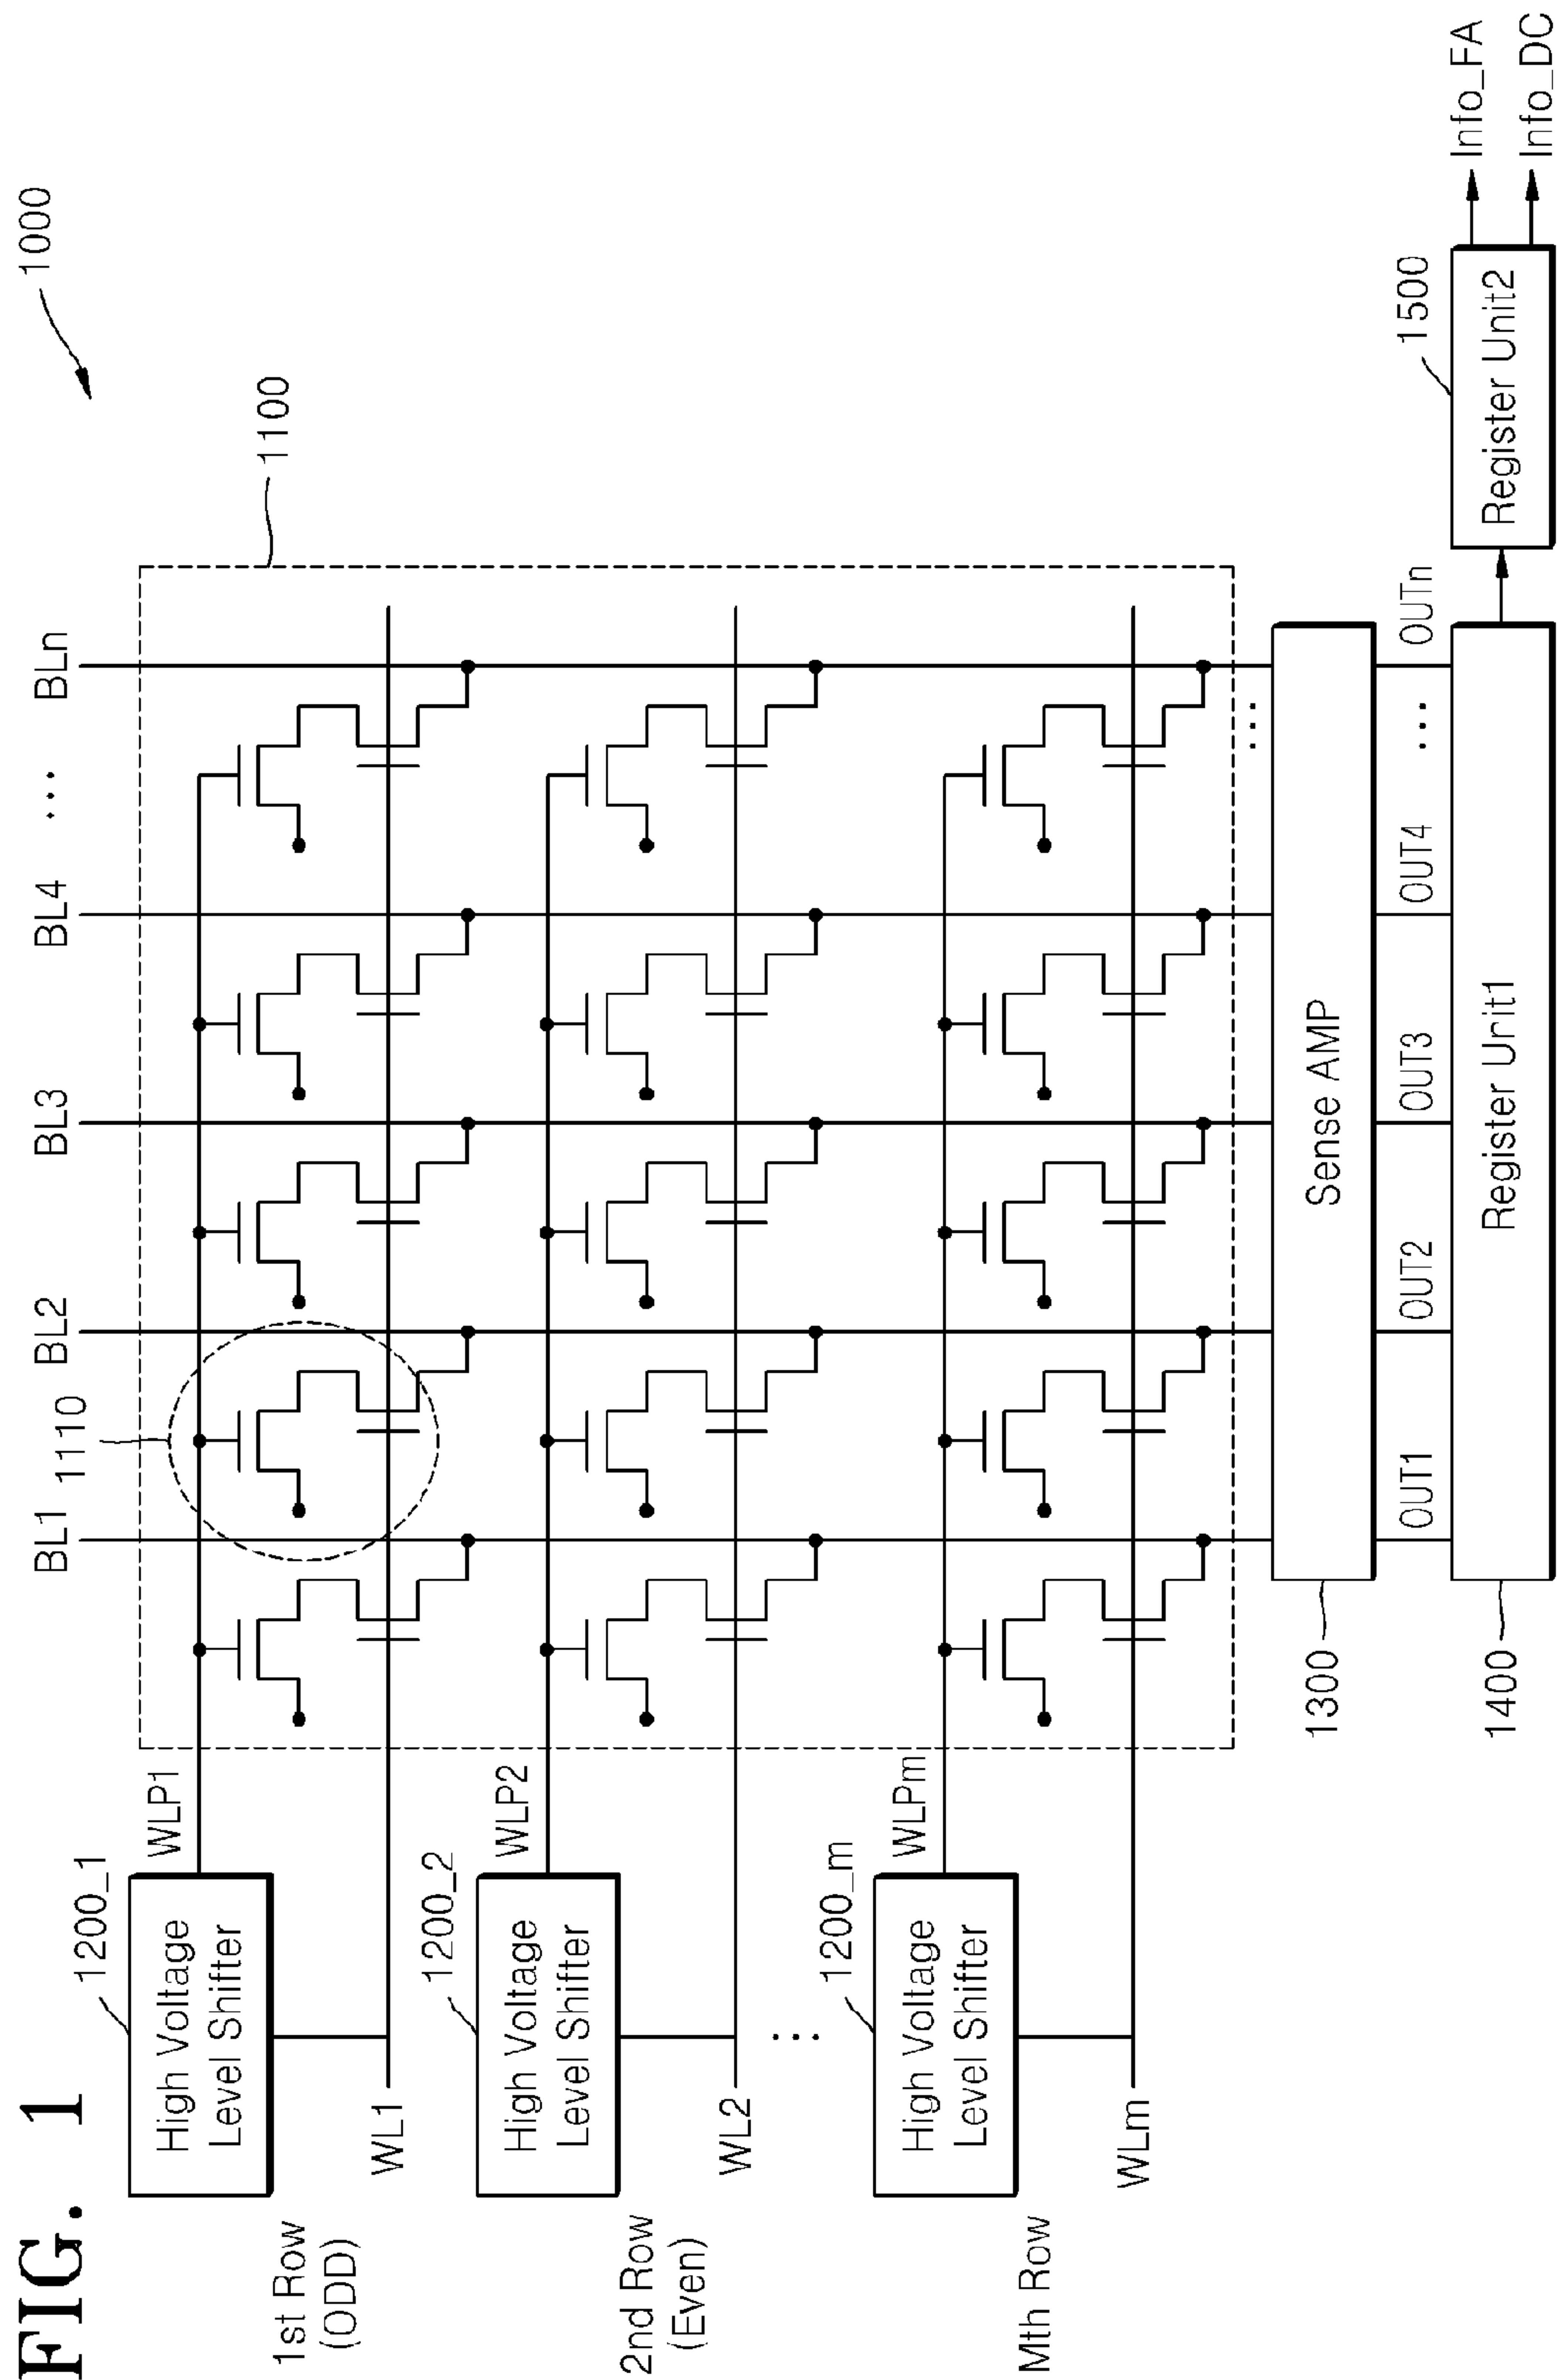 FIG. 1
1000
BL1
BL2
BL3
BL4
...
BLn
1110
1100
1200_1
High Voltage
Level Shifter
WLP1
1st Row
(ODD)
WL1
1200_2
High Voltage
Level Shifter
WLP2
2nd Row
(Even)
WL2
...
1200_m
High Voltage
Level Shifter
WLPm
Mth Row
WLm
...
1300
Sense AMP
OUT1
OUT2
OUT3
OUT4
...
OUTn
1400
Register Unit1
1500
Register Unit2
Info_FA
Info_DC